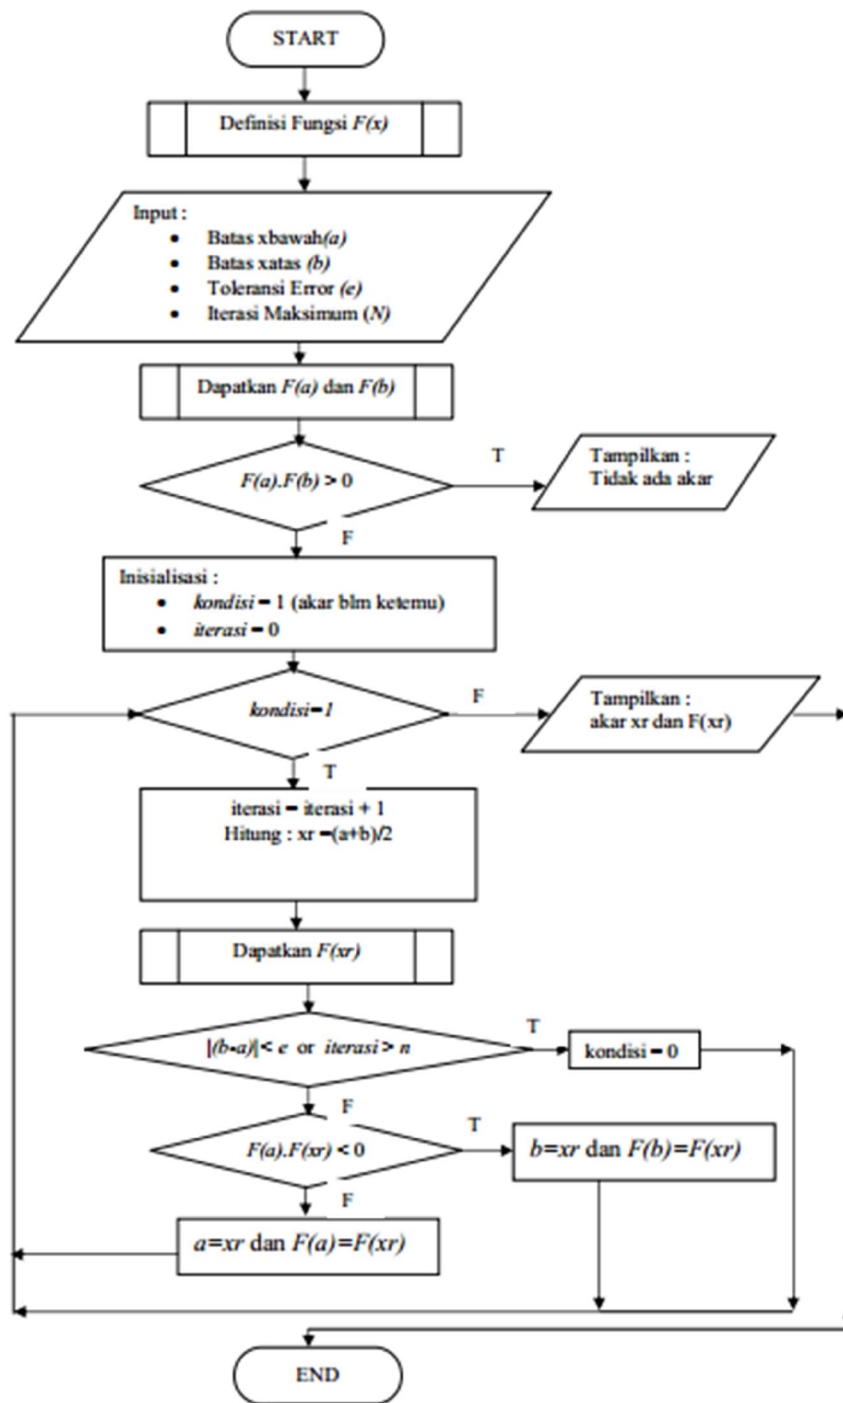 START
Definisi Fungsi F(x)
Input :
• Batas xbawah(a)
• Batas xatas (b)
• Toleransi Error (e)
• Iterasi Maksimum (N)
Dapatkan F(a) dan F(b)
F(a).F(b) > 0
T
Tampilkan :
Tidak ada akar
F
Inisialisasi :
• kondisi = 1 (akar blm ketemu)
• iterasi = 0
kondisi=1
F
Tampilkan :
akar xr dan F(xr)
T
iterasi = iterasi + 1
Hitung : xr =(a+b)/2
Dapatkan F(xr)
|(b-a)|< e or iterasi > n
T
kondisi = 0
F
F(a).F(xr) < 0
T
b=xr dan F(b)=F(xr)
F
a=xr dan F(a)=F(xr)
END